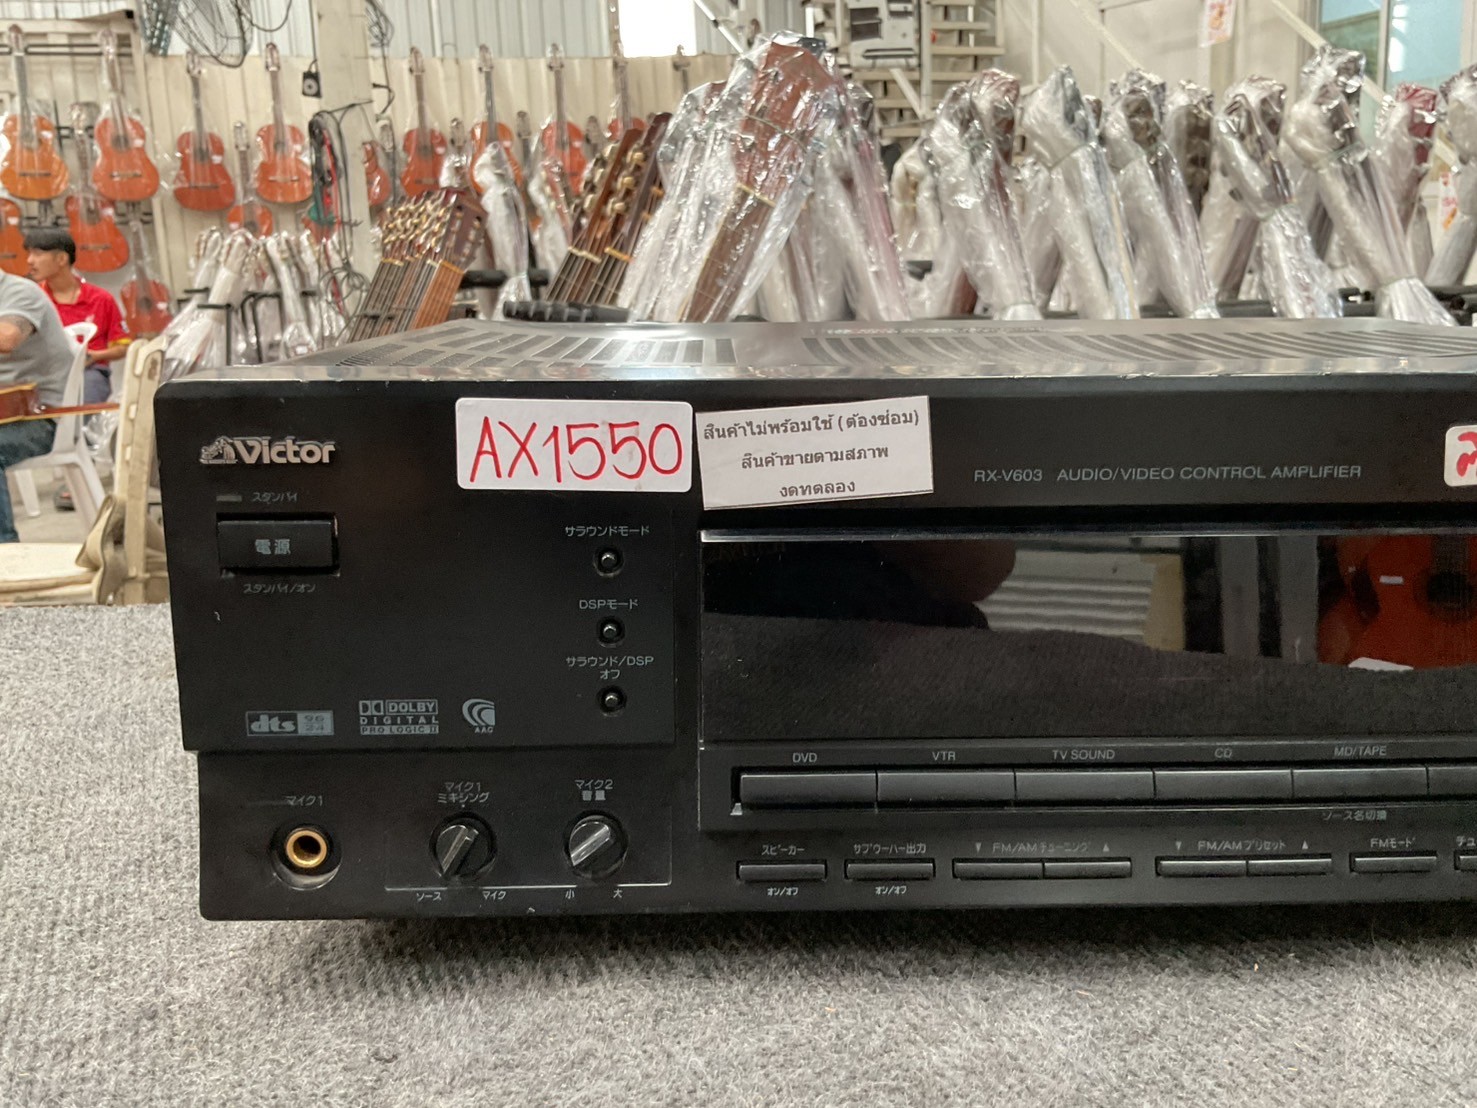 Victor
AX1550
สินค้าไม่พร้อมใช้ (ต้องซ่อม)
สินค้าขายตามสภาพ
งดทดลอง
RX-V603 AUDIO/VIDEO CONTROL AMPLIFIER
スタンバイ
電源
スタンバイ/オン
サラウンドモード
DSPモード
サラウンド/DSP
オフ
dts 96 24
DOLBY
DIGITAL
PRO LOGIC II
AAC
DVD VTR TV SOUND CD MD/TAPE
ソース名切換
マイク1
マイク1
ミキシング
マイク2
音量
ソース マイク
小 大
スピーカー
オン/オフ
サブウーハー出力
オン/オフ
▼ FM/AM チューニング ▲
▼ FM/AM プリセット ▲
FMモード